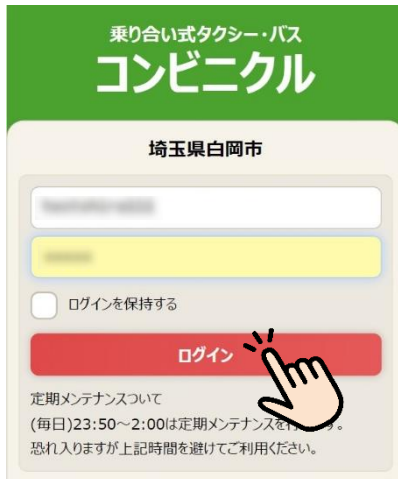 乗り合い式タクシー・バス
コンビニクル
埼玉県白岡市
ログインを保持する
ログイン
定期メンテナンスついて
(毎日)23:50～2:00は定期メンテナンスを行 す。
恐れ入りますが上記時間を避けてご利用ください。